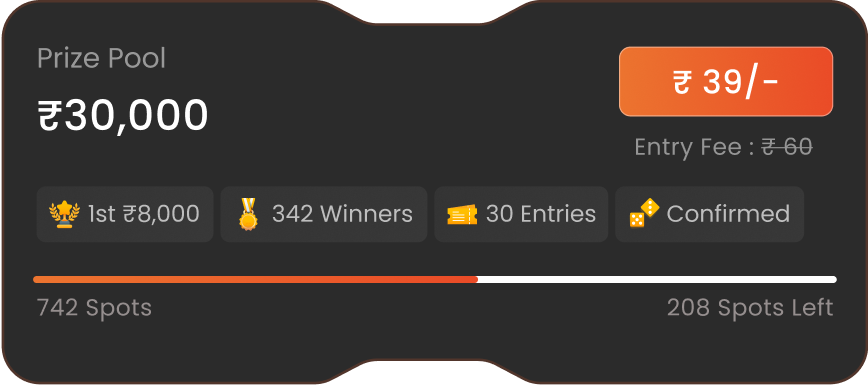 Prize Pool
₹30,000
₹ 39/-
Entry Fee : ₹ 60
1st ₹8,000
342 Winners
30 Entries
Confirmed
742 Spots
208 Spots Left